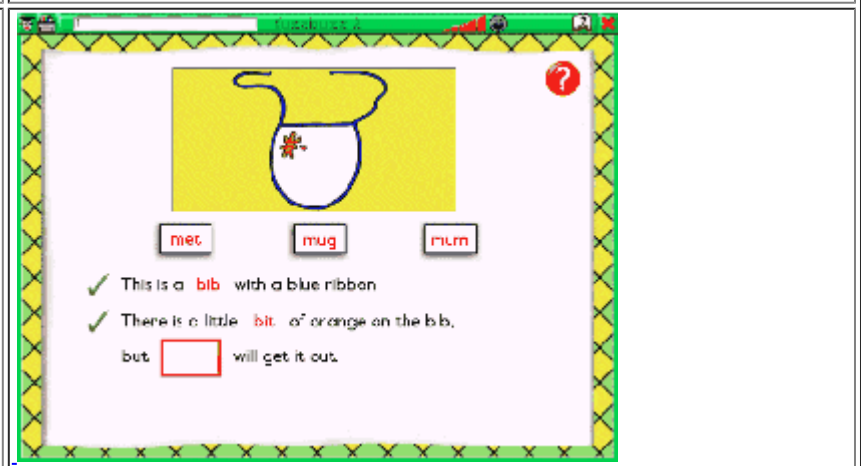 ?
met mug mum
This is a bib with a blue ribbon
There is a little bit of orange on the bib,
but will get it out.